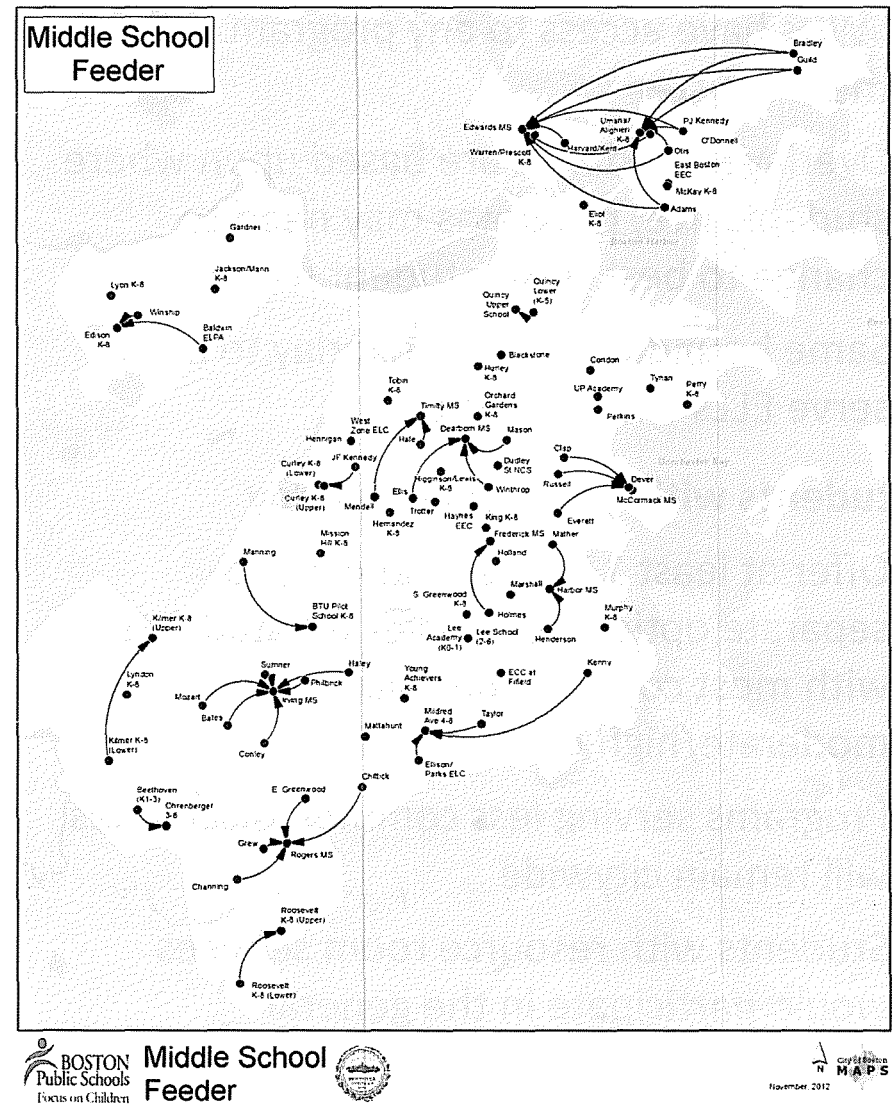 Middle School
Feeder
Bradley
Guild
Edwards MS
Umana/
Alighieri
K-8
PJ Kennedy
O'Donnell
Harvard/Kent
Warren/Prescott
K-8
Otis
East Boston
EEC
McKay K-8
Adams
Eliot
K-8
Boston Harbor
Gardner
Jackson/Mann
K-8
Lyon K-8
Winship
Edison
K-8
Baldwin
ELPA
Quincy
Upper
School
Quincy
Lower
(K-5)
Blackstone
Hurley
K-8
Condon
Tynan
Perry
K-8
UP Academy
Perkins
Tobin
K-8
Timilty MS
Orchard
Gardens
K-8
West
Zone ELC
Hennigan
Hale
Dearborn MS
Mason
JF Kennedy
Curley K-8
(Lower)
Curley K-8
(Upper)
Dudley
St NCS
Higginson/Lewis
K-8
Clap
Russell
Dever
McCormack MS
Mendell
Ellis
Trotter
Winthrop
Hernandez
K-8
Haynes
EEC
King K-8
Everett
Mission
Hill K-8
Manning
Frederick MS
Mather
Holland
Marshall
Harbor MS
S. Greenwood
K-8
Holmes
BTU Pilot
School K-8
Henderson
Murphy
K-8
Lee
Academy
(K0-1)
Lee School
(2-6)
Kilmer K-8
(Upper)
Lyndon
K-8
Sumner
Haley
Philbrick
Mozart
Irving MS
Bates
Young
Achievers
K-8
ECC at
Fifield
Kenny
Conley
Mattahunt
Mildred
Ave 4-8
Taylor
Kilmer K-8
(Lower)
Ellison/
Parks ELC
Beethoven
(K1-3)
Ohrenberger
3-8
E. Greenwood
Chittick
Grew
Rogers MS
Channing
Roosevelt
K-8 (Upper)
Roosevelt
K-8 (Lower)
BOSTON
Public Schools
Focus on Children
Middle School
Feeder
N
City of Boston
MAPS
November, 2012